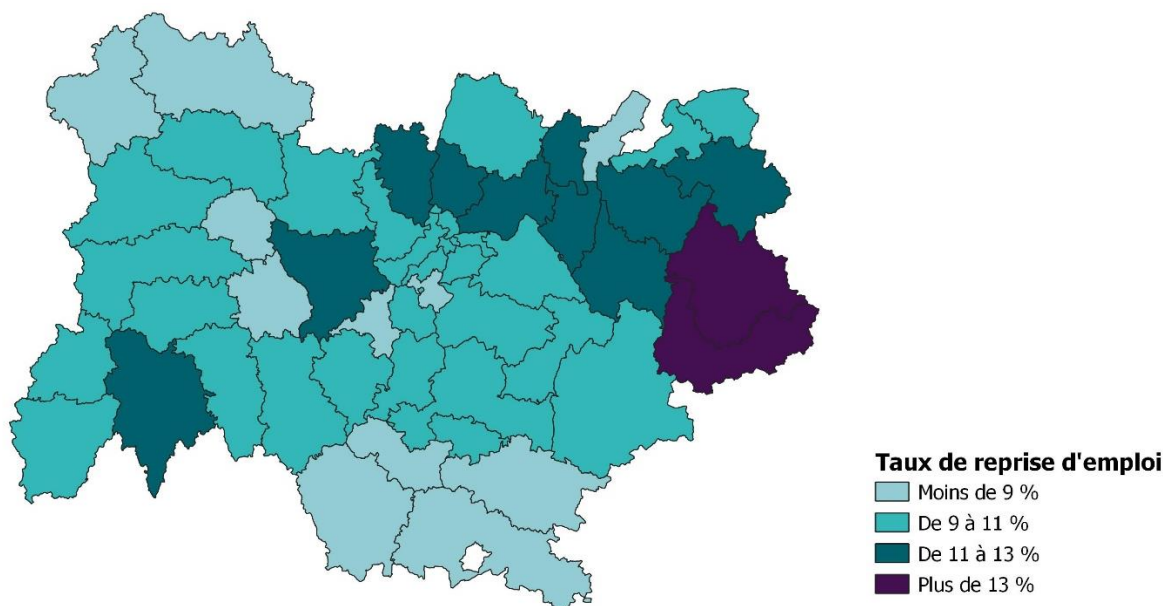 Taux de reprise d'emploi
Moins de 9 %
De 9 à 11 %
De 11 à 13 %
Plus de 13 %